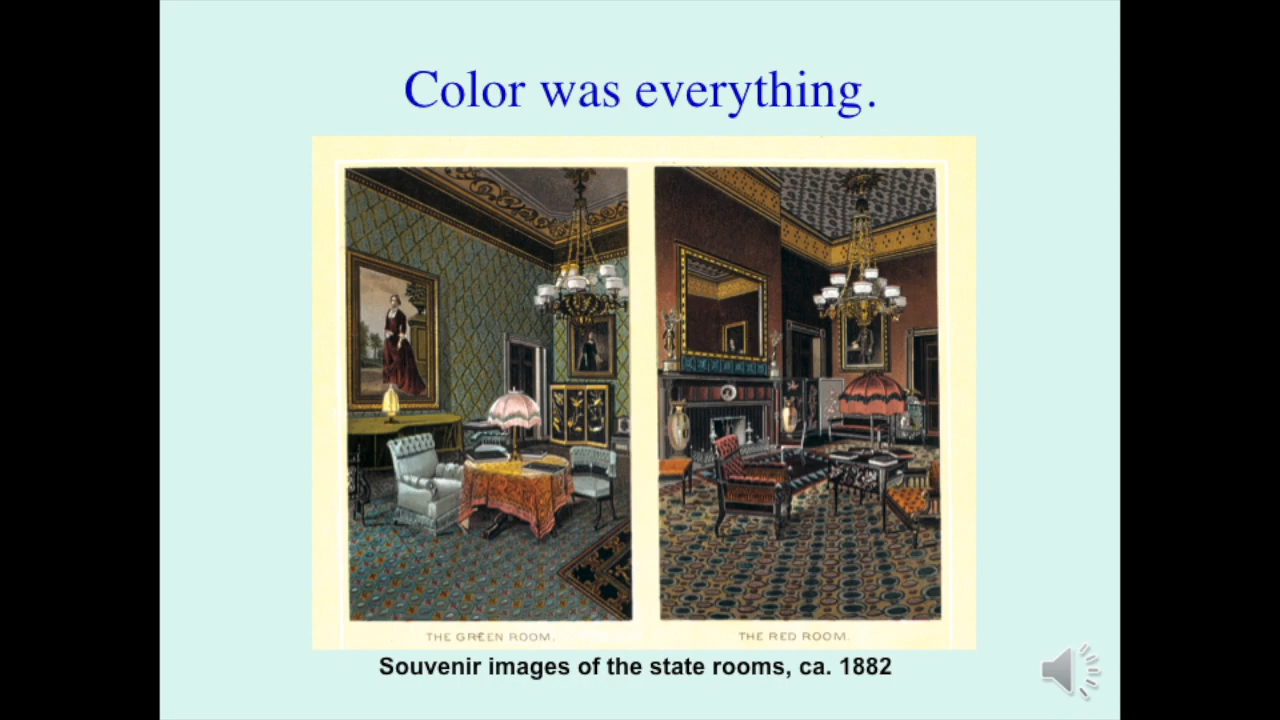 Color was everything.
THE GREEN ROOM.
THE RED ROOM.
Souvenir images of the state rooms, ca. 1882